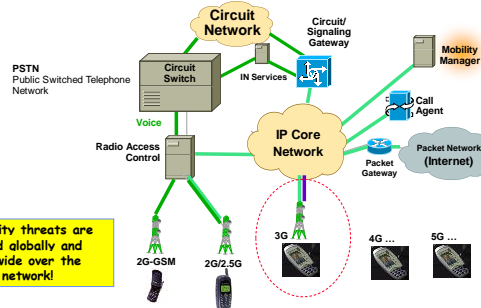 Circuit
Network
Circuit/
Signaling
Gateway
Mobility
Manager
PSTN
Public Switched Telephone
Network
Circuit
Switch
IN Services
Call
Agent
Voice
IP Core
Network
Radio Access
Control
Packet
Gateway
Packet Network
(Internet)
ity threats are
d globally and
wide over the
network!
2G-GSM
2G/2.5G
3G
4G ...
5G ...